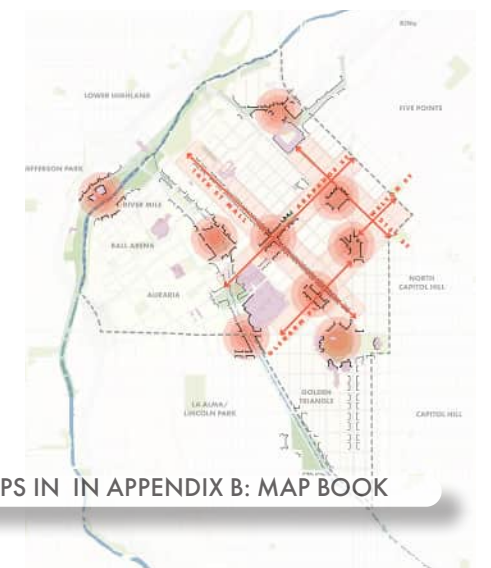 RiNo
LOWER HIGHLAND
FIVE POINTS
JEFFERSON PARK
RIVER MILE
16TH ST MALL
BALL ARENA
NORTH
CAPITOL HILL
AURARIA
GOLDEN
TRIANGLE
LA ALMA/
LINCOLN PARK
CAPITOL HILL
PS IN IN APPENDIX B: MAP BOOK